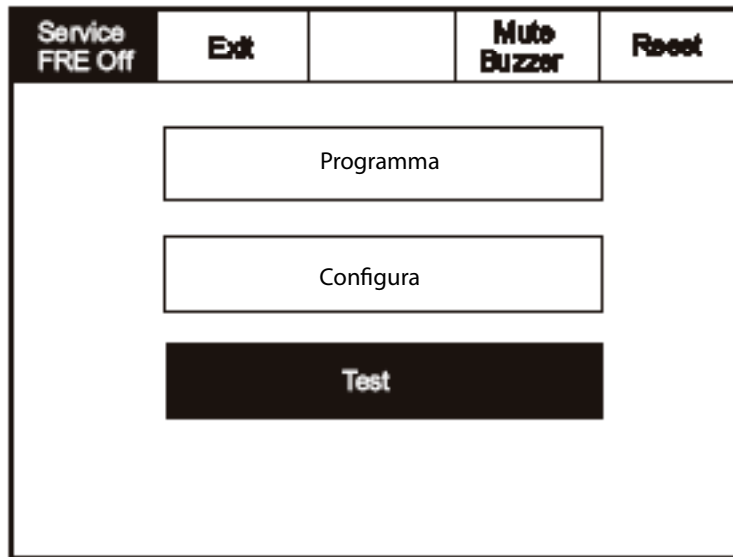 Service
FRE Off
Exit
Mute
Buzzer
Reset
Programma
Configura
Test